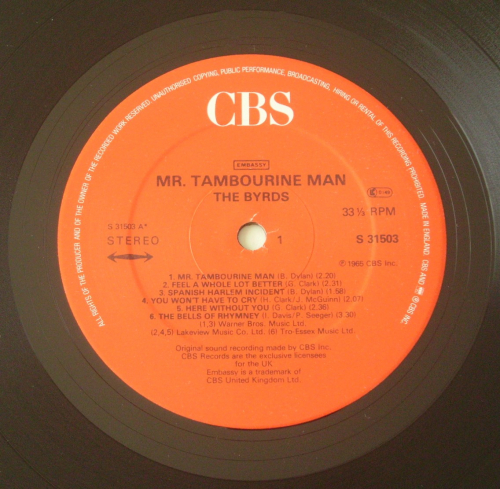 ALL RIGHTS OF THE PRODUCER AND OF THE OWNER OF THE RECORDED WORK RESERVED. UNAUTHORISED COPYING, PUBLIC PERFORMANCE, BROADCASTING, HIRING OR RENTAL OF THIS RECORDING PROHIBITED. MADE IN ENGLAND. CBS AND ARE ® CBS INC
CBS
EMBASSY
MR. TAMBOURINE MAN
THE BYRDS
33⅓ RPM
S 31503 A*
STEREO
1
S 31503
℗ 1965 CBS Inc.
1. MR. TAMBOURINE MAN (B. Dylan) (2.20)
2. FEEL A WHOLE LOT BETTER (G. Clark) (2.31)
3. SPANISH HARLEM INCIDENT (B. Dylan) (1.56)
4. YOU WON'T HAVE TO CRY (H. Clark/J. McGuinn) (2.07)
5. HERE WITHOUT YOU (G. Clark) (2.36)
6. THE BELLS OF RHYMNEY (I. Davis/P. Seeger) (3.30)
(1,3) Warner Bros. Music Ltd.
(2,4,5) Lakeview Music Co. Ltd. (6) Tro-Essex Music Ltd.
Original sound recording made by CBS Inc.
CBS Records are the exclusive licensees
for the UK
Embassy is a trademark of
CBS United Kingdom Ltd.